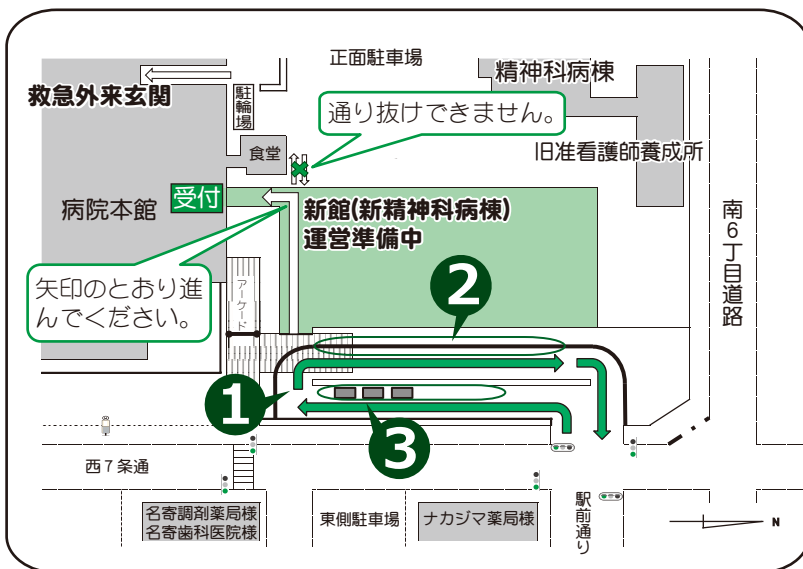 正面駐車場
精神科病棟
救急外来玄関
駐輪場
通り抜けできません。
食堂
旧准看護師養成所
病院本館
受付
新館(新精神科病棟)
運営準備中
南6丁目道路
矢印のとおり進
んでください。
アーケード
2
1
3
西7条通
名寄調剤薬局様
名寄歯科医院様
東側駐車場
ナカジマ薬局様
駅前通り
N